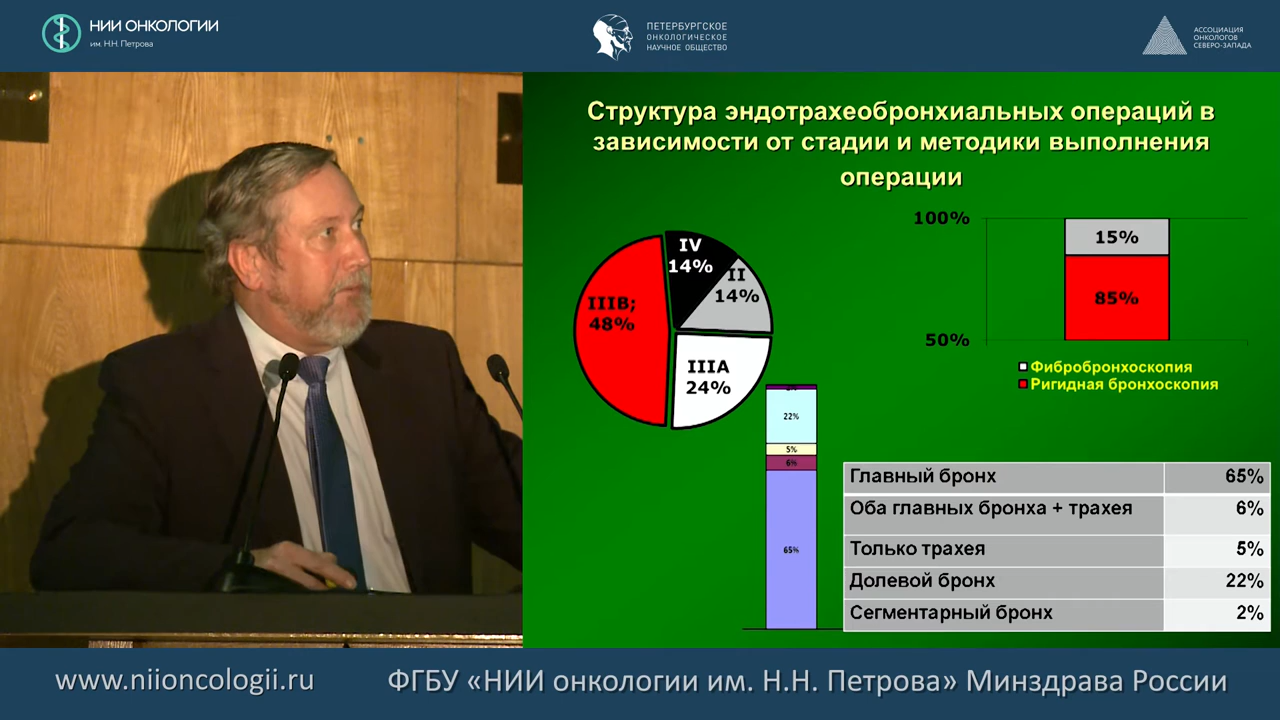 НИИ ОНКОЛОГИИ
им. Н.Н. Петрова
ПЕТЕРБУРГСКОЕ
ОНКОЛОГИЧЕСКОЕ
НАУЧНОЕ ОБЩЕСТВО
АССОЦИАЦИЯ
ОНКОЛОГОВ
СЕВЕРО-ЗАПАДА
Структура эндотрахеобронхиальных операций в
зависимости от стадии и методики выполнения
операции
IV
14%
II
14%
IIIB;
48%
IIIA
24%
100%
15%
85%
50%
Фибробронхоскопия
Ригидная бронхоскопия
22%
5%
6%
65%
Главный бронх 65%
Оба главных бронха + трахея 6%
Только трахея 5%
Долевой бронх 22%
Сегментарный бронх 2%
www.niioncologii.ru
ФГБУ «НИИ онкологии им. Н.Н. Петрова» Минздрава России